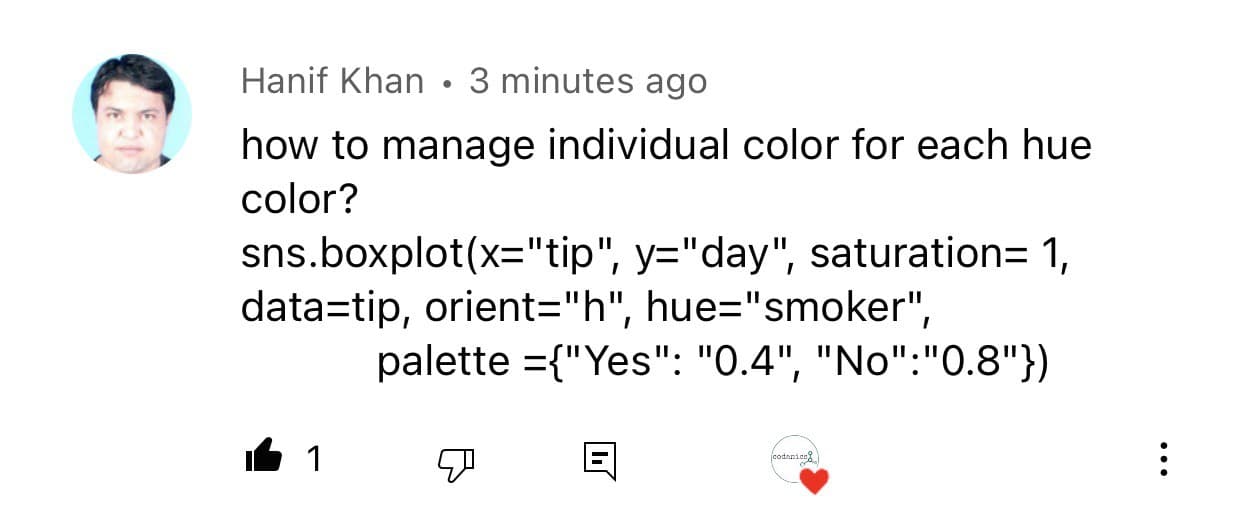 Hanif Khan • 3 minutes ago
how to manage individual color for each hue
color?
sns.boxplot(x="tip", y="day", saturation= 1,
data=tip, orient="h", hue="smoker",
palette ={"Yes": "0.4", "No":"0.8"})
1
codanics